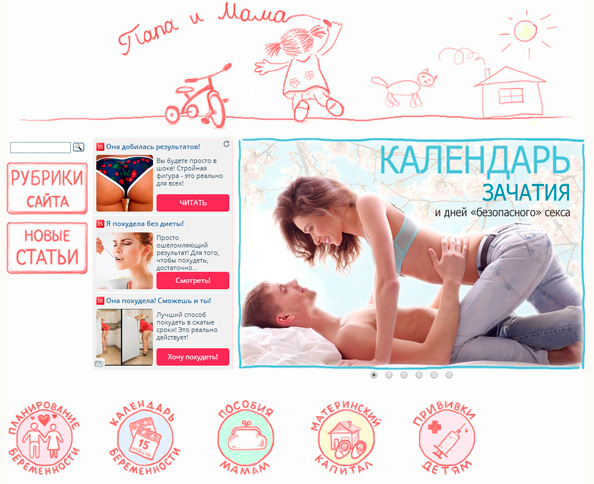 Папа и Мама
РУБРИКИ
САЙТА
НОВЫЕ
СТАТЬИ
Она добилась результатов!
Вы будете просто в
шоке! Стройная
фигура - это реально
для всех!
ЧИТАТЬ
Я похудела без диеты!
Просто
ошеломляющий
результат! Для того,
чтобы похудеть,
достаточно...
Смотреть!
Она похудела! Сможешь и ты!
Лучший способ
похудеть в сжатые
сроки! Это реально
действует!
Хочу похудеть!
КАЛЕНДАРЬ
ЗАЧАТИЯ
и дней «безопасного» секса
ПЛАНИРОВАНИЕ
БЕРЕМЕННОСТИ
КАЛЕНДАРЬ
15
НЕДЕЛЬ
БЕРЕМЕННОСТИ
ПОСОБИЯ
МАМАМ
МАТЕРИНСКИЙ
КАПИТАЛ
ПРИВИВКИ
ДЕТЯМ